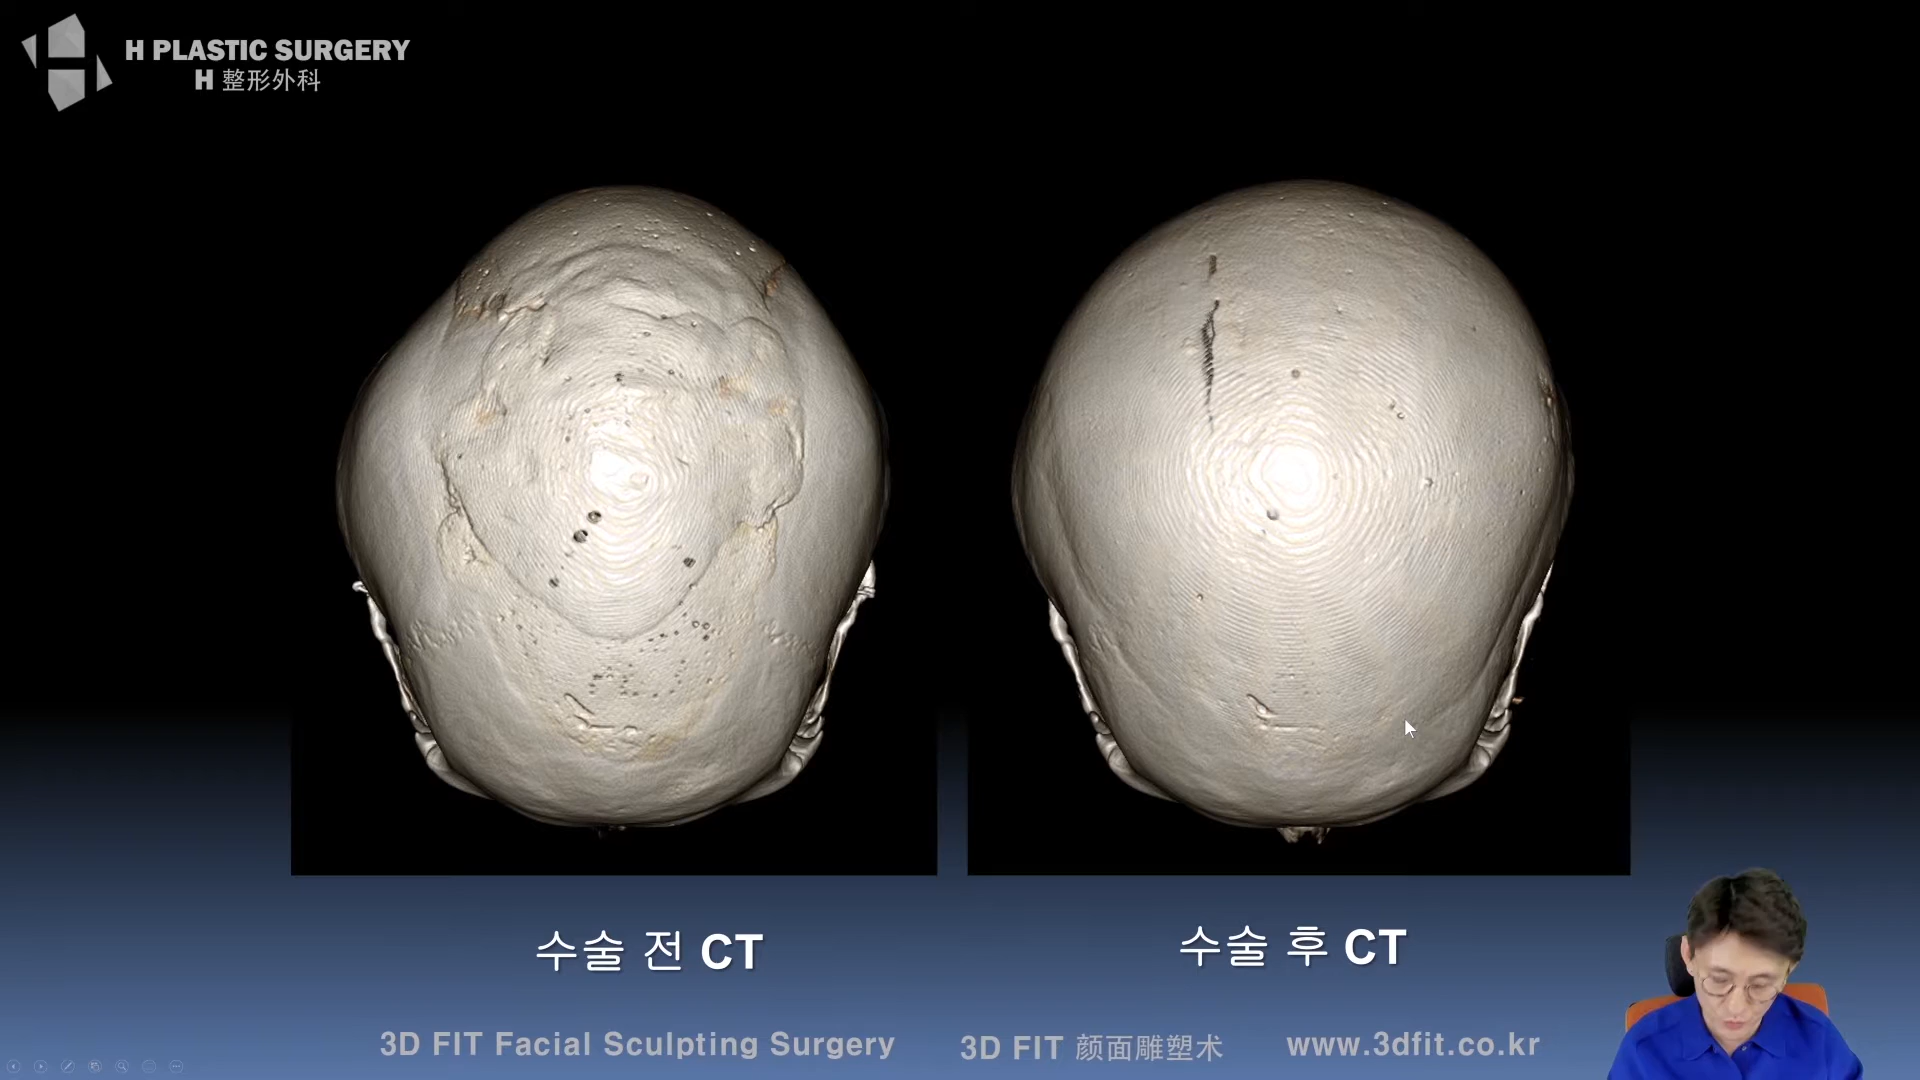 H PLASTIC SURGERY
H 整形外科
수술 전 CT
수술 후 CT
3D FIT Facial Sculpting Surgery
3D FIT 颜面雕塑术
www.3dfit.co.kr